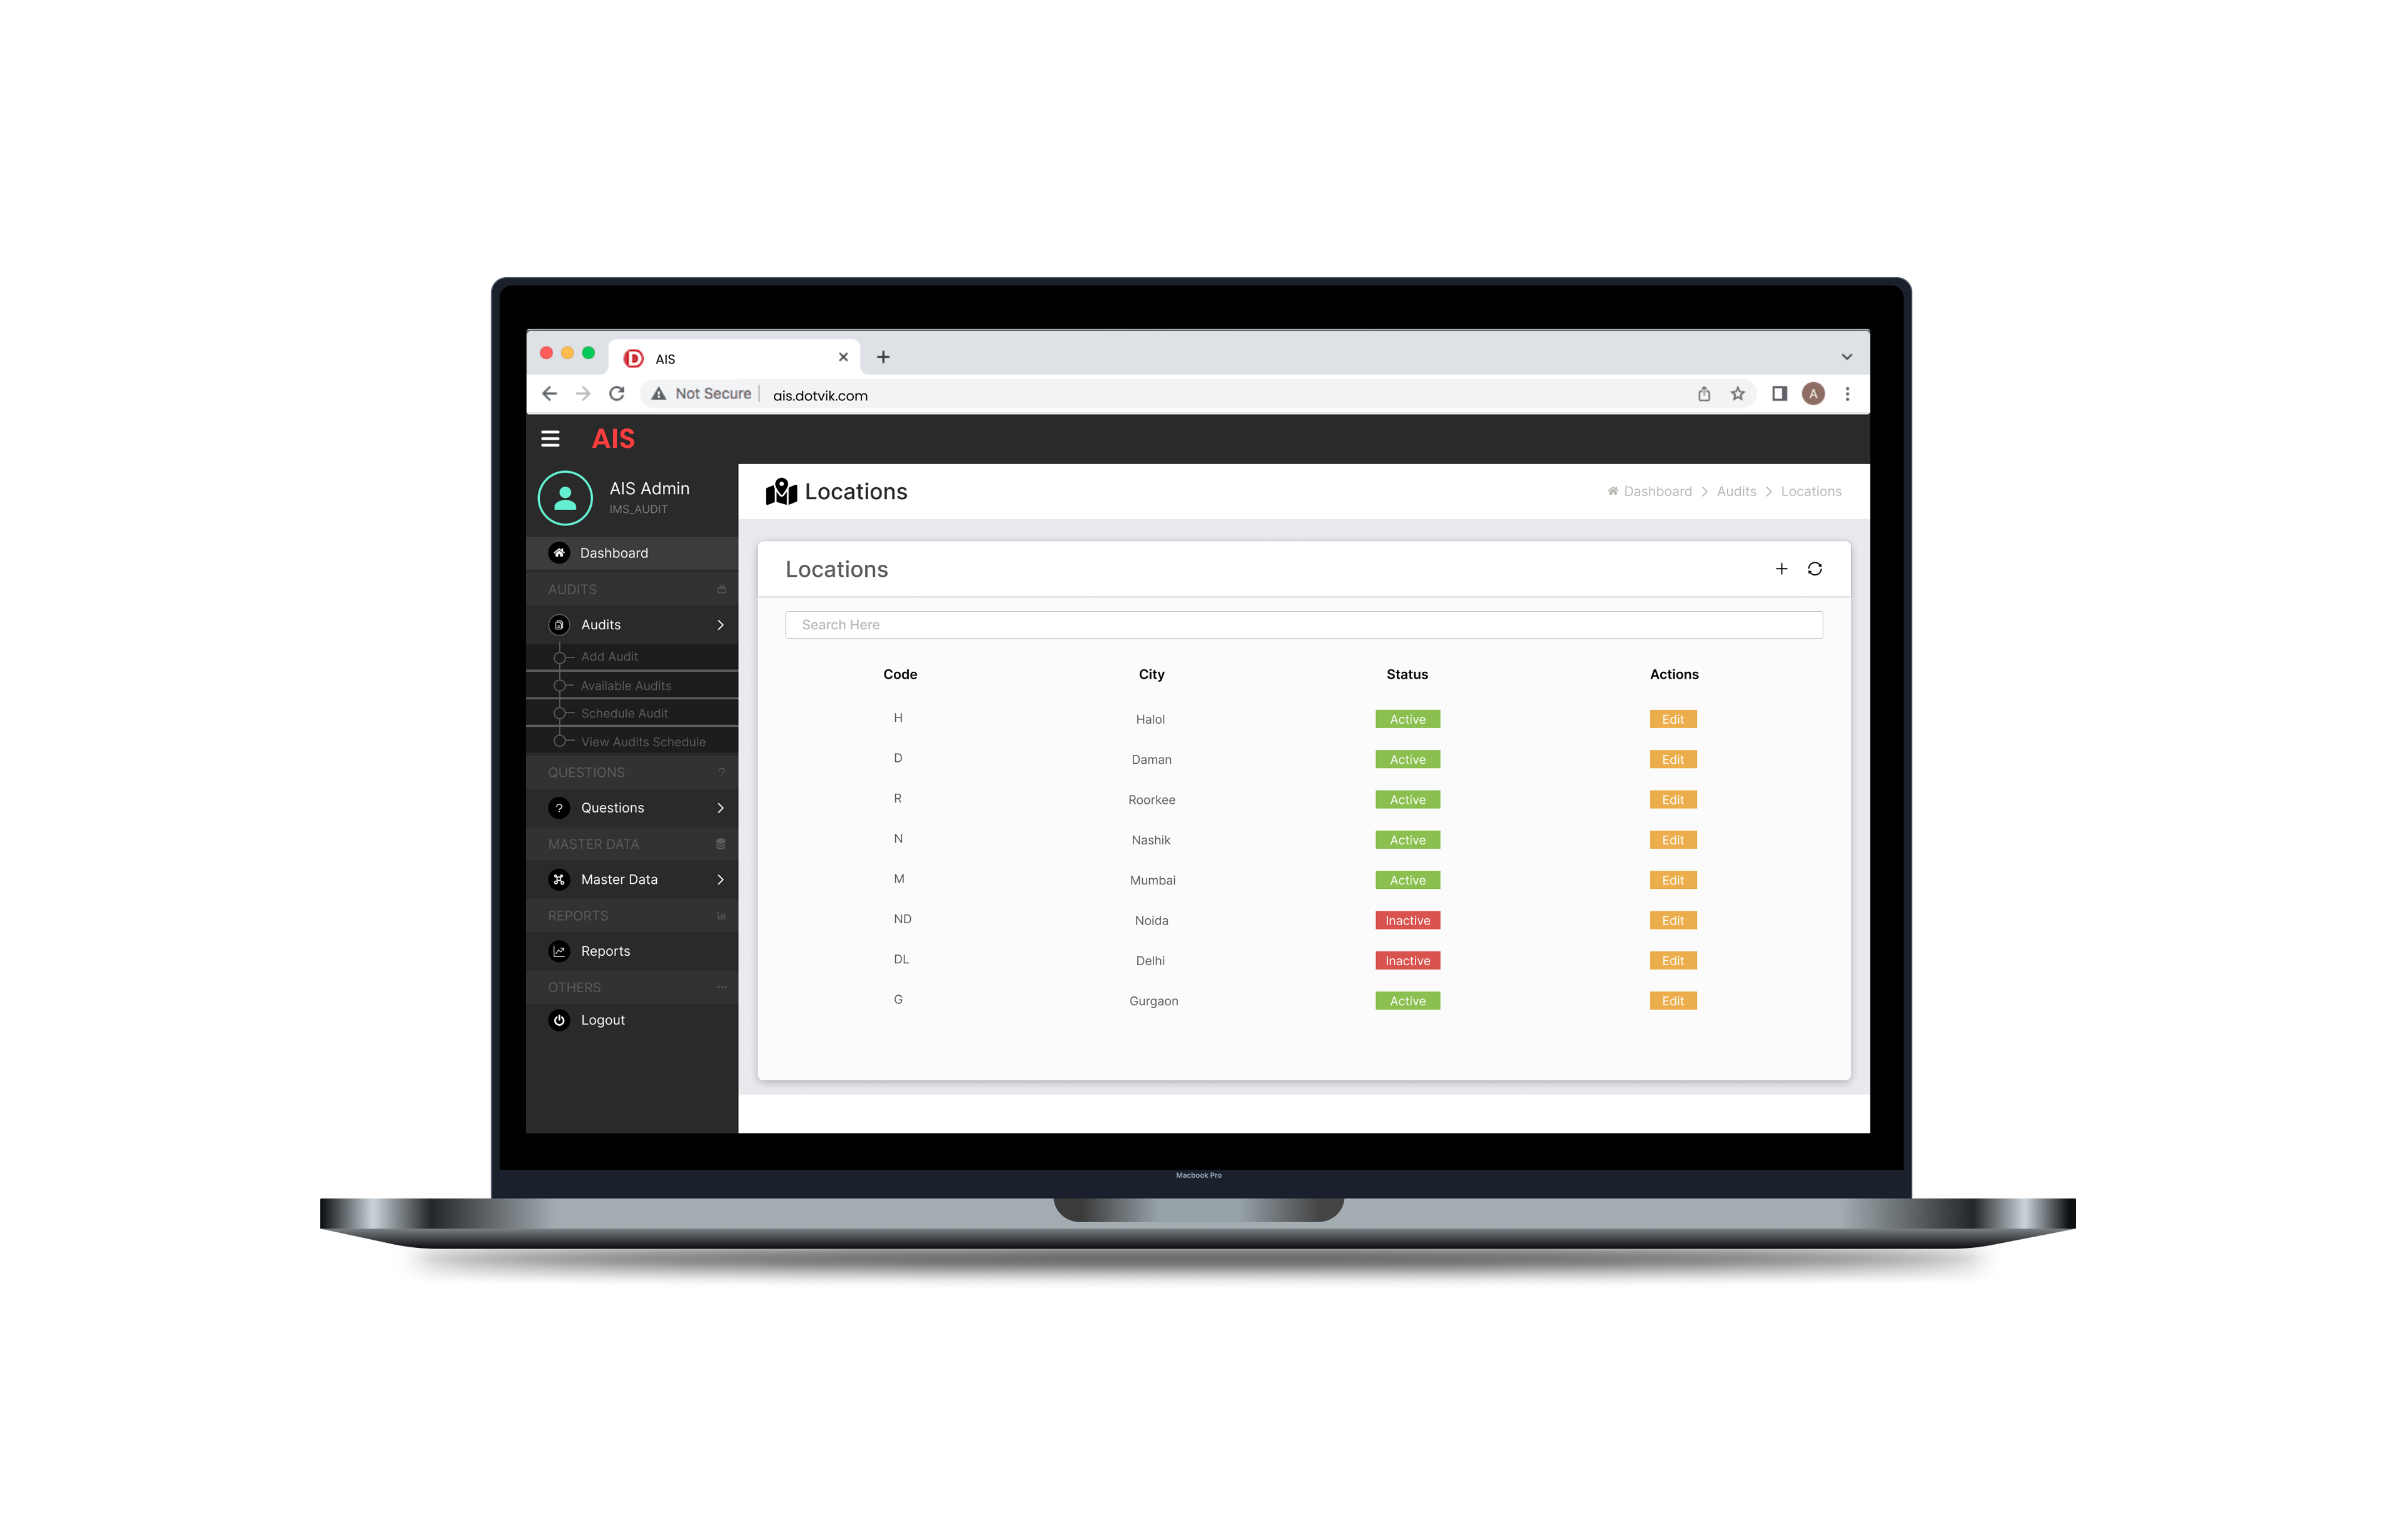 AIS
Not Secure ais.dotvik.com A
AIS
AIS Admin
IMS_AUDIT
Dashboard
AUDITS
Audits
Add Audit
Available Audits
Schedule Audit
View Audits Schedule
QUESTIONS ?
? Questions
MASTER DATA
Master Data
REPORTS
Reports
OTHERS
Logout
Locations
Dashboard > Audits > Locations
Locations
Search Here
Code City Status Actions
H Halol Active Edit
D Daman Active Edit
R Roorkee Active Edit
N Nashik Active Edit
M Mumbai Active Edit
ND Noida Inactive Edit
DL Delhi Inactive Edit
G Gurgaon Active Edit
Macbook Pro